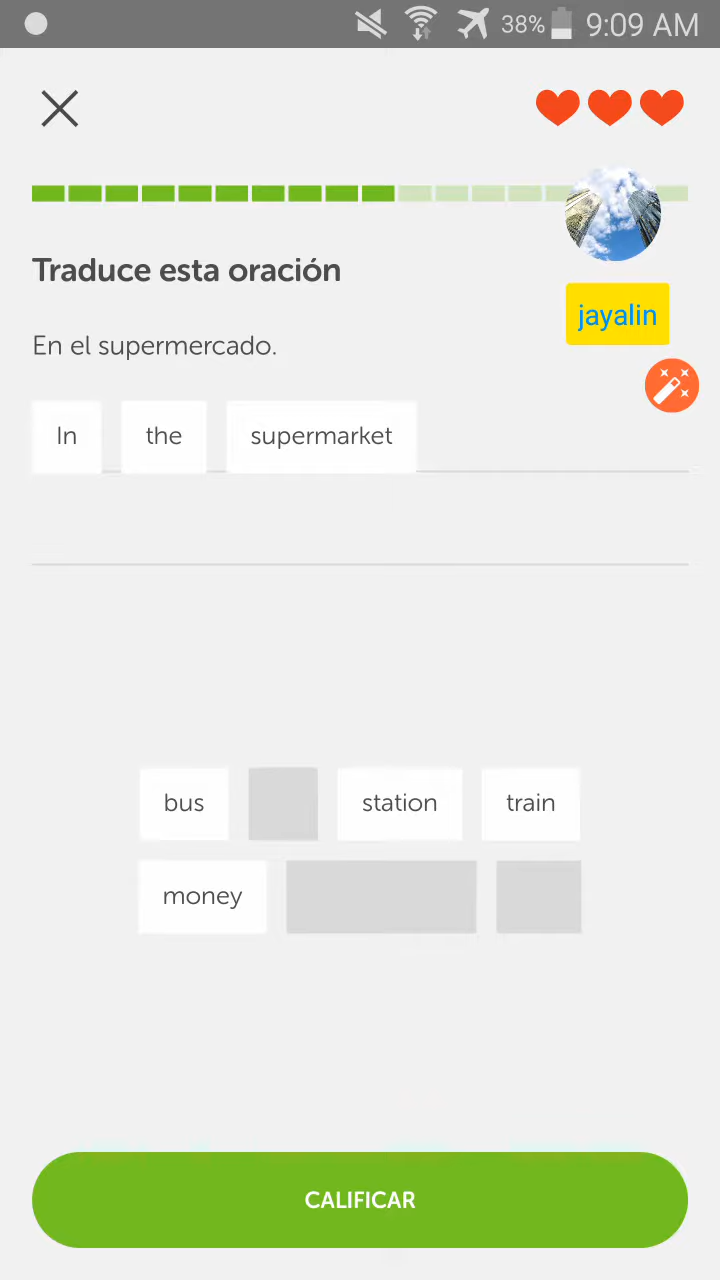 38% 9:09 AM
Traduce esta oración
jayalin
En el supermercado.
In the supermarket
bus station train
money
CALIFICAR